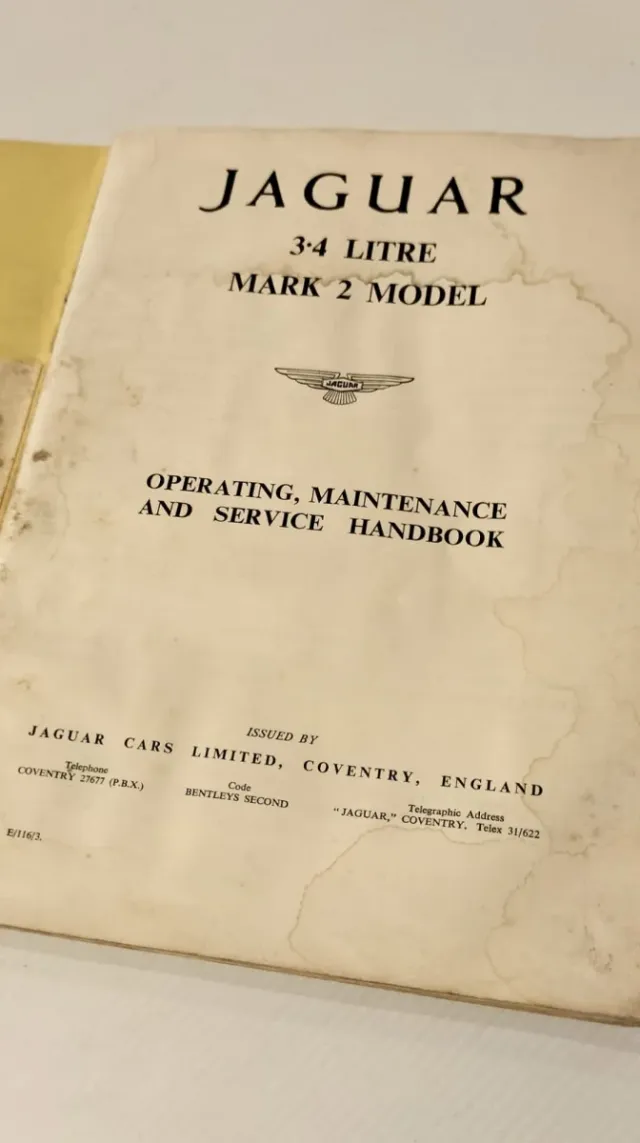 JAGUAR
3·4 LITRE
MARK 2 MODEL
JAGUAR
OPERATING, MAINTENANCE
AND SERVICE HANDBOOK
ISSUED BY
JAGUAR CARS LIMITED, COVENTRY, ENGLAND
Telephone
COVENTRY 27677 (P.B.X.)
Code
BENTLEYS SECOND
Telegraphic Address
"JAGUAR," COVENTRY. Telex 31/622
E/116/3.